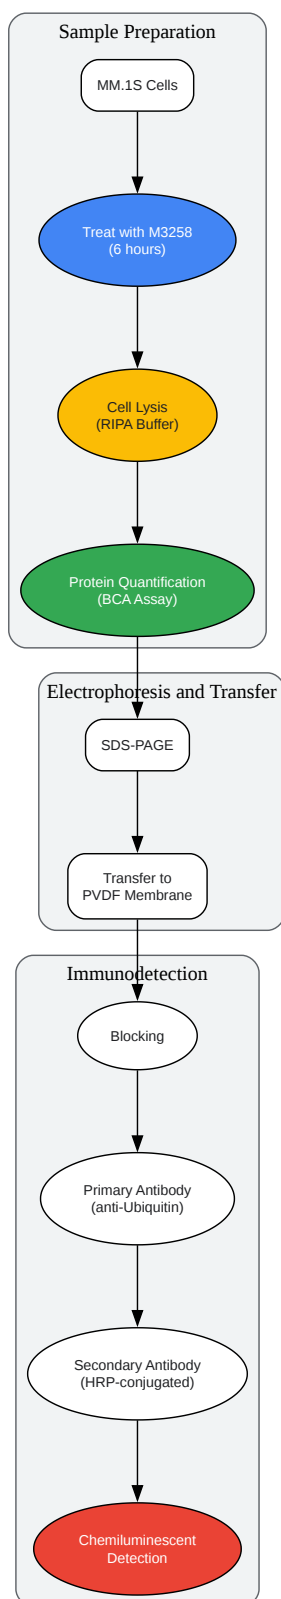 Sample Preparation
MM.1S Cells
Treat with M3258
(6 hours)
Cell Lysis
(RIPA Buffer)
Protein Quantification
(BCA Assay)
Electrophoresis and Transfer
SDS-PAGE
Transfer to
PVDF Membrane
Immunodetection
Blocking
Primary Antibody
(anti-Ubiquitin)
Secondary Antibody
(HRP-conjugated)
Chemiluminescent
Detection